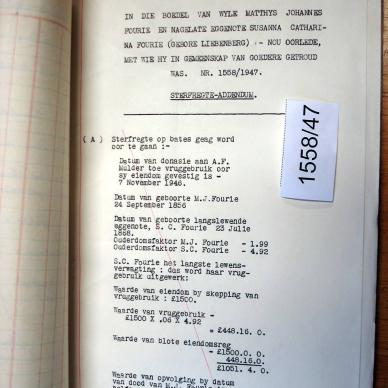 IN DIE BOEDEL VAN WYLE MATTHYS JOHANNES
FOURIE EN NAGELATE EGGENOTE SUSANNA CATHARI-
NA FOURIE (GEBORE LIEBENBERG) :- NOU OORLEDE,
MET WIE HY IN GEMEENSKAP VAN GOEDERE GETROUD
WAS. NR. 1558/1947.
STERFREGTE-ADDENDUM.
1558/47
( A ) Sterfregte op bates geag word
oor te gaan :-
Datum van donasie aan A.F.
Mulder toe vruggebruik oor
sy eiendom gevestig is -
7 November 1946.
Datum van geboorte M.J.Fourie
24 September 1856
Datum van geboorte langslewende
eggenote, S. C. Fourie 23 Julie
1868.
Ouderdomsfaktor M.J. Fourie - 1.99
Ouderdomsfaktor S.C. Fourie - 4.92
S.C. Fourie het langste lewens-
verwagting : dus word haar vrug-
gebruik uitgewerk:
Waarde van eiendom by skepping van
vruggebruik : £1500.
Waarde van vruggebruik -
£1500 X .06 X 4.92
= £448.16. 0.
Waarde van blote eiendomsreg
= £1500.0. 0.
448.16.0.
£1051. 4. 0.
Waarde van opvolging by datum
van dood van M.J. Fourie